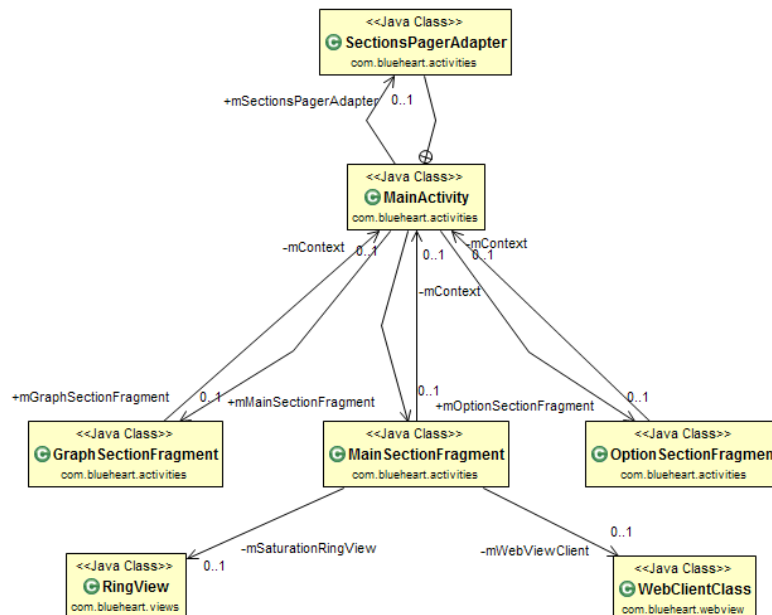 <<Java Class>>
SectionsPagerAdapter
com.blueheart.activities
+mSectionsPagerAdapter
0..1
<<Java Class>>
MainActivity
com.blueheart.activities
-mContext
0..1
0..1
-mContext
0..1
-mContext
+mGraphSectionFragment
0..1
+mMainSectionFragment
0..1
+mOptionSectionFragment
0..1
<<Java Class>>
GraphSectionFragment
com.blueheart.activities
<<Java Class>>
MainSectionFragment
com.blueheart.activities
<<Java Class>>
OptionSectionFragment
com.blueheart.activities
-mSaturationRingView
0..1
-mWebViewClient
0..1
<<Java Class>>
RingView
com.blueheart.views
<<Java Class>>
WebClientClass
com.blueheart.webview